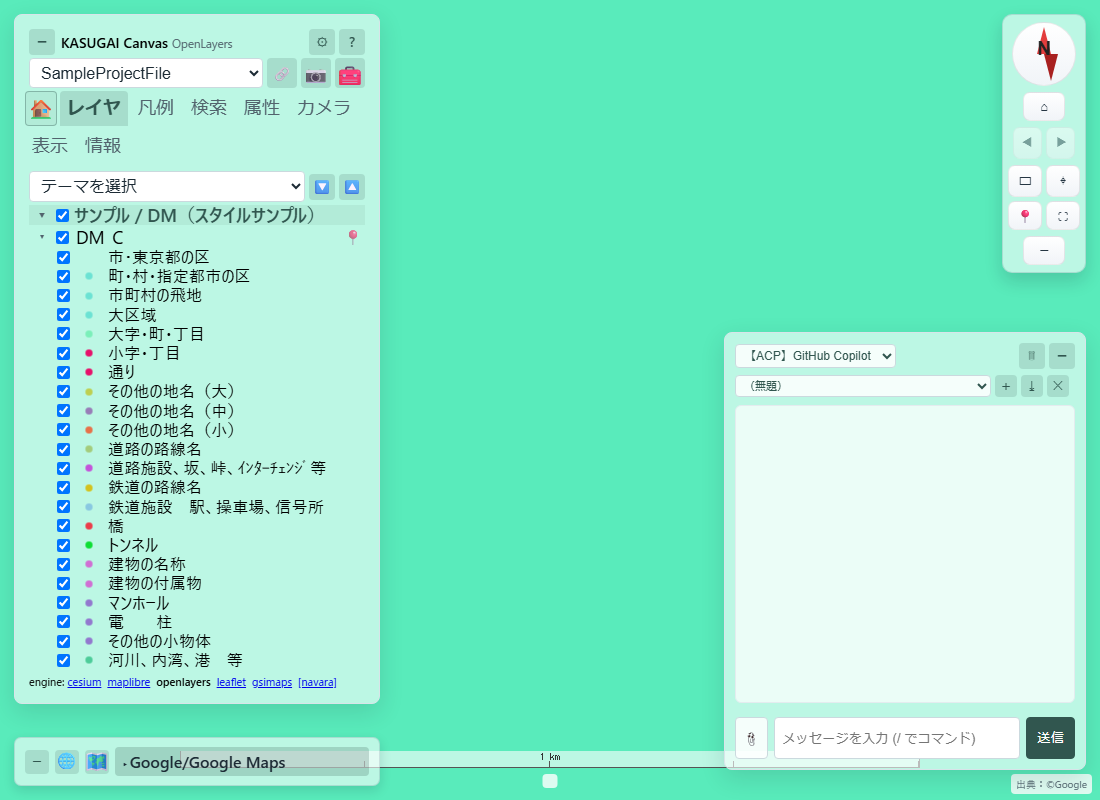 − KASUGAI Canvas OpenLayers ⚙ ?
SampleProjectFile
レイヤ 凡例 検索 属性 カメラ
表示 情報
テーマを選択
サンプル / DM（スタイルサンプル）
DM_C
市・東京都の区
町・村・指定都市の区
市町村の飛地
大区域
大字・町・丁目
小字・丁目
通り
その他の地名（大）
その他の地名（中）
その他の地名（小）
道路の路線名
道路施設、坂、峠、ｲﾝﾀｰﾁｪﾝｼﾞ等
鉄道の路線名
鉄道施設　駅、操車場、信号所
橋
トンネル
建物の名称
建物の付属物
マンホール
電　　柱
その他の小物体
河川、内湾、港　等
engine: cesium maplibre openlayers leaflet gsimaps [navara]
Google/Google Maps
1 km
N
【ACP】GitHub Copilot
（無題）
メッセージを入力 (/ でコマンド)
送信
出典：©Google